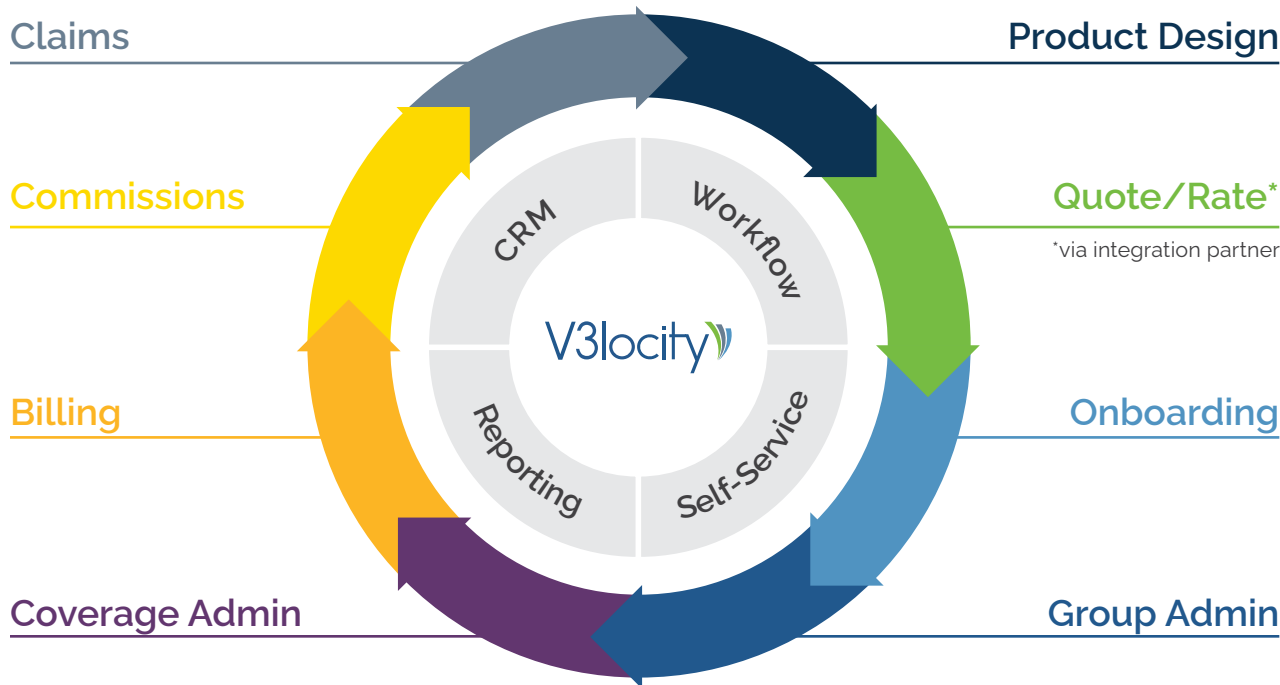 Claims
Product Design
Commissions
Quote/Rate*
*via integration partner
CRM
Workflow
V3locity
Billing
Onboarding
Reporting
Self-Service
Coverage Admin
Group Admin